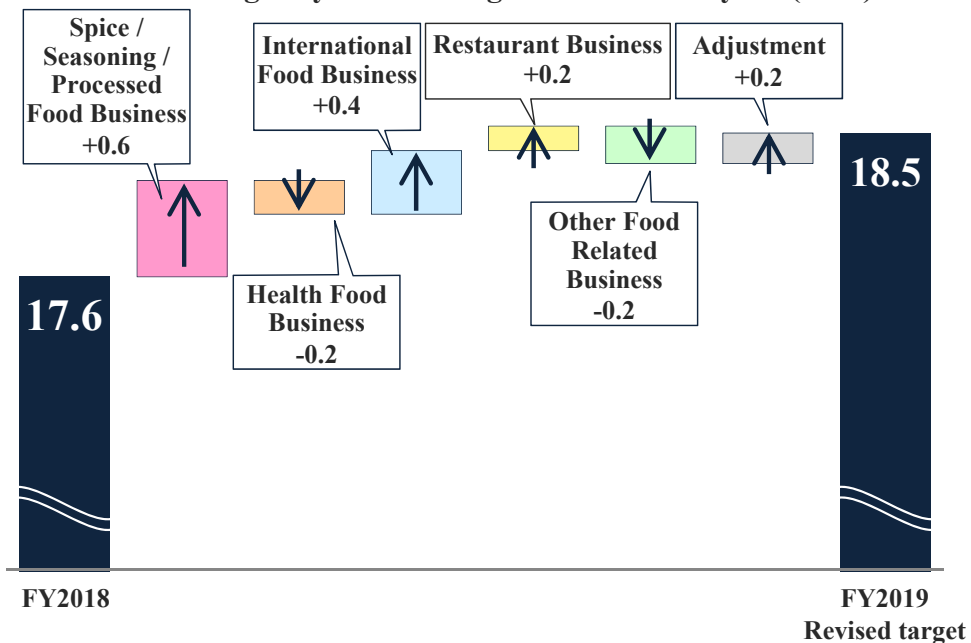 Spice /
Seasoning /
Processed
Food Business
+0.6
International
Food Business
+0.4
Restaurant Business
+0.2
Adjustment
+0.2
17.6
Health Food
Business
-0.2
Other Food
Related
Business
-0.2
18.5
FY2018
FY2019
Revised target